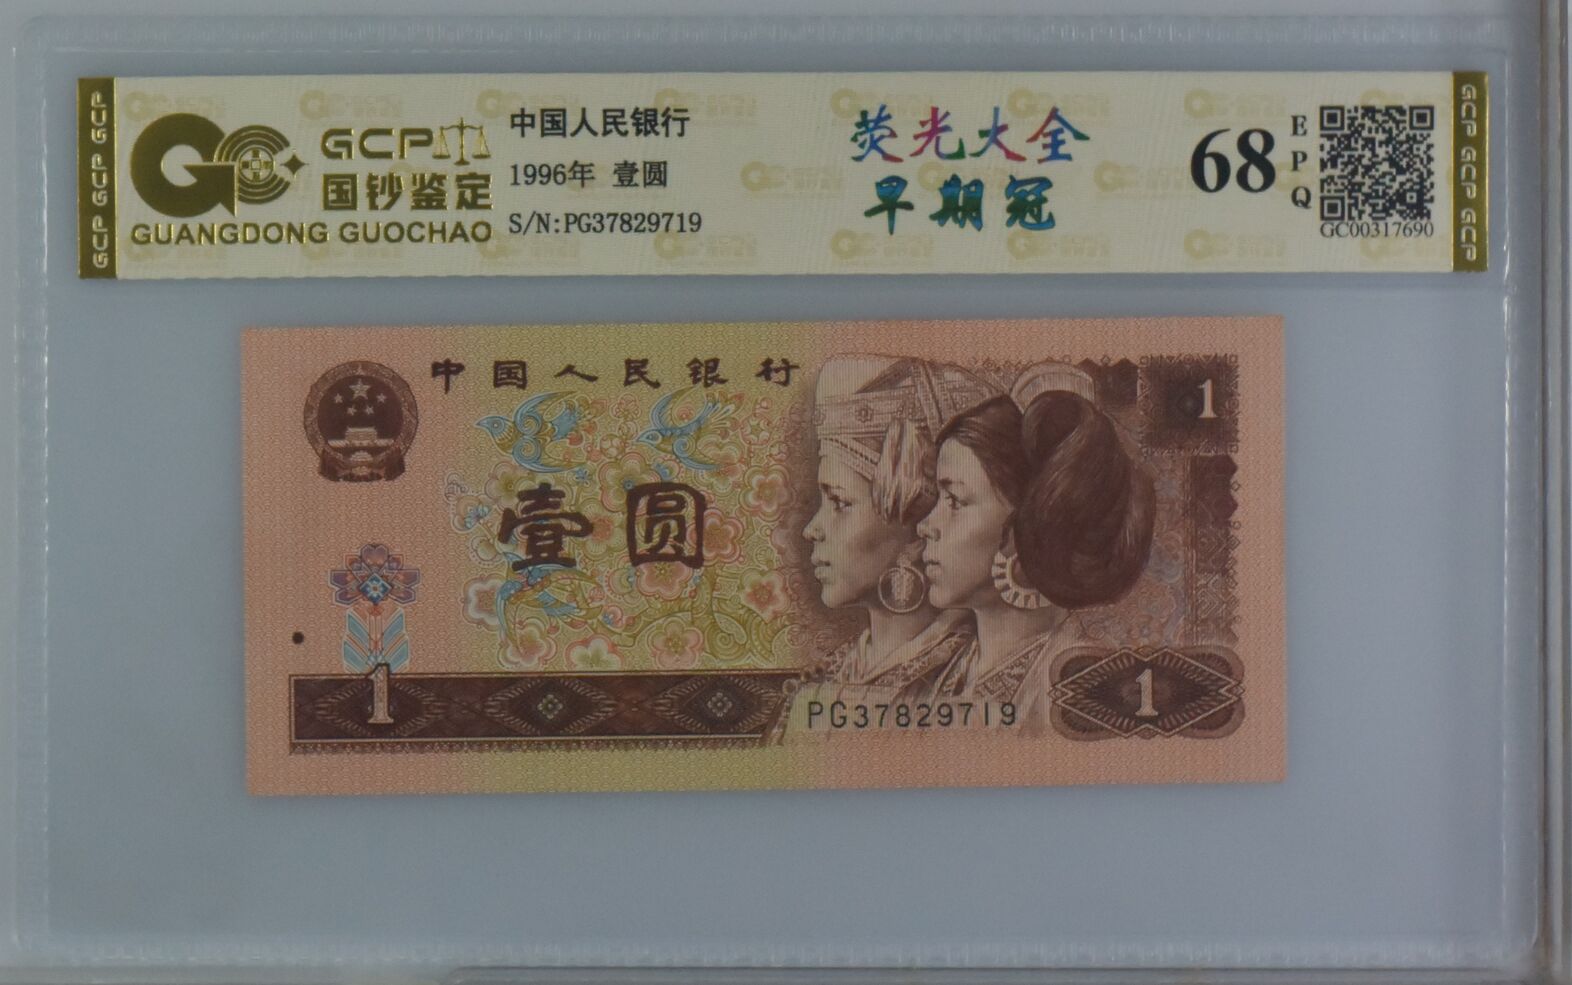 GCP
国钞鉴定
GUANGDONG GUOCHAO
中国人民银行
1996年 壹圆
S/N:PG37829719
荧光大全
早期冠
68
EPQ
GC00317690
GCP GCP GCP
GCP GCP GCP
中国人民银行
1
壹圆
1
PG37829719
1